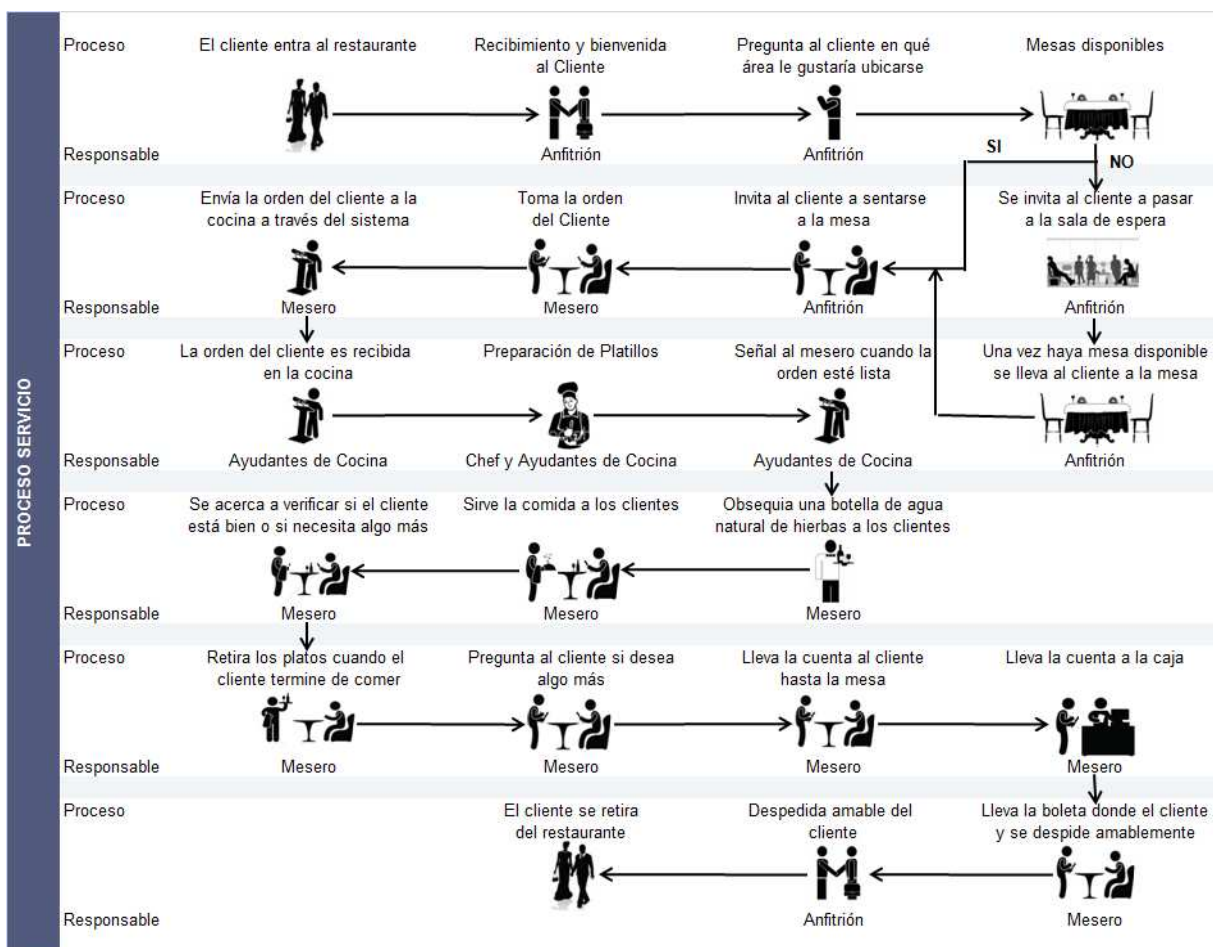 PROCESO SERVICIO
Proceso
El cliente entra al restaurante
Recibimiento y bienvenida
al Cliente
Pregunta al cliente en qué
área le gustaría ubicarse
Mesas disponibles
Responsable
Anfitrión
Anfitrión
SI
NO
Proceso
Envía la orden del cliente a la
cocina a través del sistema
Toma la orden
del Cliente
Invita al cliente a sentarse
a la mesa
Se invita al cliente a pasar
a la sala de espera
Responsable
Mesero
Mesero
Anfitrión
Anfitrión
Proceso
La orden del cliente es recibida
en la cocina
Preparación de Platillos
Señal al mesero cuando la
orden esté lista
Una vez haya mesa disponible
se lleva al cliente a la mesa
Responsable
Ayudantes de Cocina
Chef y Ayudantes de Cocina
Ayudantes de Cocina
Anfitrión
Proceso
Se acerca a verificar si el cliente
está bien o si necesita algo más
Sirve la comida a los clientes
Obsequia una botella de agua
natural de hierbas a los clientes
Responsable
Mesero
Mesero
Mesero
Proceso
Retira los platos cuando el
cliente termine de comer
Pregunta al cliente si desea
algo más
Lleva la cuenta al cliente
hasta la mesa
Lleva la cuenta a la caja
Responsable
Mesero
Mesero
Mesero
Mesero
Proceso
El cliente se retira
del restaurante
Despedida amable del
cliente
Lleva la boleta donde el cliente
y se despide amablemente
Responsable
Anfitrión
Mesero